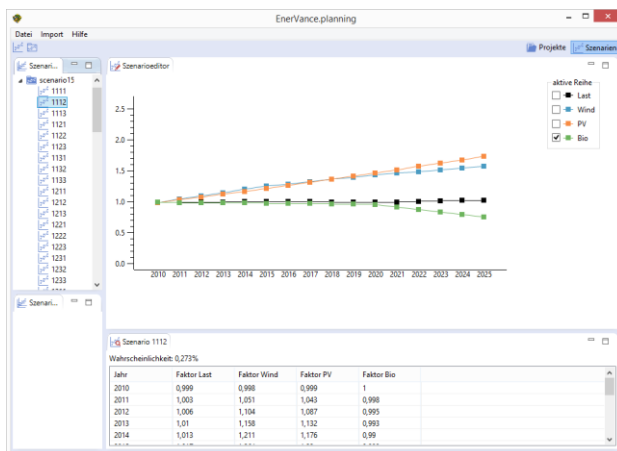 EnerVance.planning
Datei Import Hilfe
Projekte Szenarien
Szenari...
scenario15
1111
1112
1113
1121
1122
1123
1131
1132
1133
1211
1212
1213
1221
1222
1223
1231
1232
1233
Szenari...
Szenarioeditor
aktive Reihe
Last
Wind
PV
Bio
2.5
2.0
1.5
1.0
0.5
0.0
2010 2011 2012 2013 2014 2015 2016 2017 2018 2019 2020 2021 2022 2023 2024 2025
Szenario 1112
Wahrscheinlichkeit: 0,273%
Jahr Faktor Last Faktor Wind Faktor PV Faktor Bio
2010 0,999 0,998 0,999 1
2011 1,003 1,051 1,043 0,998
2012 1,006 1,104 1,087 0,995
2013 1,01 1,158 1,132 0,993
2014 1,013 1,211 1,176 0,99